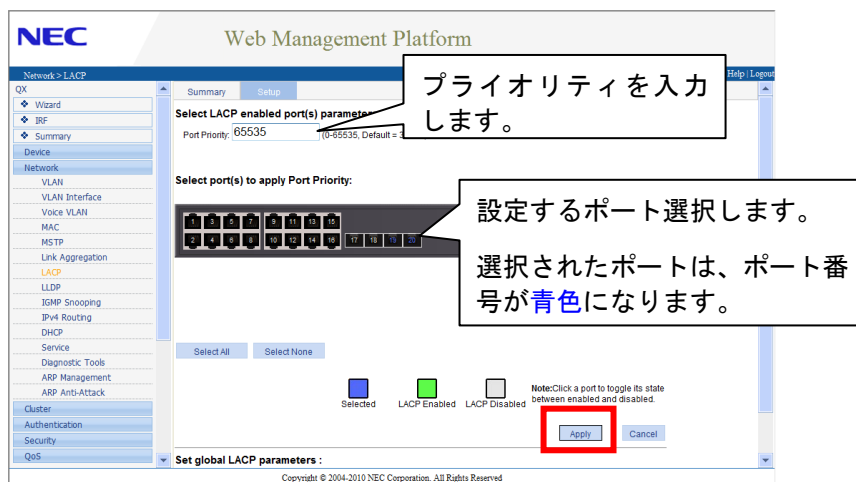 NEC
Web Management Platform
Network > LACP
Help | Logout
QX
Wizard
IRF
Summary
Device
Network
VLAN
VLAN Interface
Voice VLAN
MAC
MSTP
Link Aggregation
LACP
LLDP
IGMP Snooping
IPv4 Routing
DHCP
Service
Diagnostic Tools
ARP Management
ARP Anti-Attack
Cluster
Authentication
Security
QoS
Summary Setup
Select LACP enabled port(s) parameter
Port Priority: 65535 (0-65535, Default =
プライオリティを入力
します。
Select port(s) to apply Port Priority:
1 3 5 7 9 11 13 15
2 4 6 8 10 12 14 16 17 18 19 20
設定するポート選択します。
選択されたポートは、ポート番
号が青色になります。
Select All Select None
Selected LACP Enabled LACP Disabled
Note:Click a port to toggle its state
between enabled and disabled.
Apply Cancel
Set global LACP parameters :
Copyright © 2004-2010 NEC Corporation. All Rights Reserved